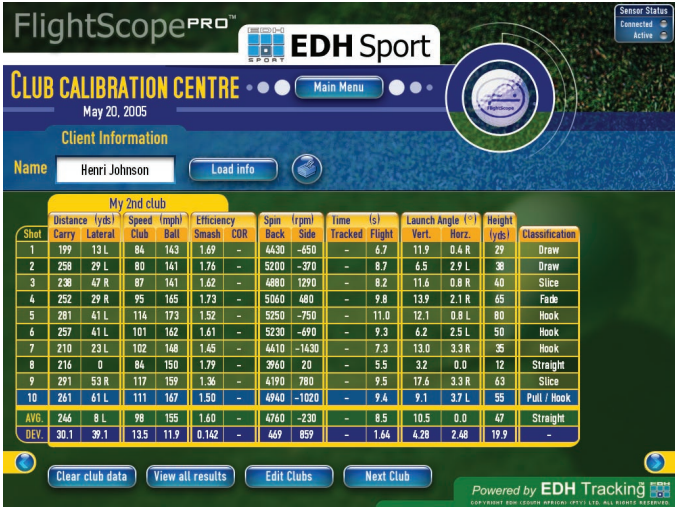 FlightScope PRO™
EDH
SPORT
EDH Sport
Sensor Status
Connected
Active
CLUB CALIBRATION CENTRE
Main Menu
May 20, 2005
FlightScope
Client Information
Name Henri Johnson Load info
My 2nd club
Distance (yds) Speed (mph) Efficiency Spin (rpm) Time (s) Launch Angle (°) Height
Shot Carry Lateral Club Ball Smash COR Back Side Tracked Flight Vert. Horz. (yds) Classification
1 199 13 L 84 143 1.69 - 4430 -650 - 6.7 11.9 0.4 R 29 Draw
2 258 29 L 80 141 1.76 - 5200 -370 - 8.7 6.5 2.9 L 38 Draw
3 238 47 R 87 141 1.62 - 4880 1290 - 8.2 11.6 0.8 R 40 Slice
4 252 29 R 95 165 1.73 - 5060 480 - 9.8 13.9 2.1 R 65 Fade
5 281 41 L 114 173 1.52 - 5250 -750 - 11.0 12.1 0.8 L 80 Hook
6 257 41 L 101 162 1.61 - 5230 -690 - 9.3 6.2 2.5 L 50 Hook
7 210 23 L 102 148 1.45 - 4410 -1430 - 7.3 13.0 3.3 R 35 Hook
8 216 0 84 150 1.79 - 3960 20 - 5.5 3.2 0.0 12 Straight
9 291 53 R 117 159 1.36 - 4190 780 - 9.5 17.6 3.3 R 63 Slice
10 261 61 L 111 167 1.50 - 4940 -1020 - 9.4 9.1 3.7 L 55 Pull / Hook
AVG. 246 8 L 98 155 1.60 - 4760 -230 - 8.5 10.5 0.0 47 Straight
DEV. 30.1 39.1 13.5 11.9 0.142 - 469 859 - 1.64 4.28 2.48 19.9 -
Clear club data View all results Edit Clubs Next Club
Powered by EDH Tracking™ EDH
COPYRIGHT EDH (SOUTH AFRICA) (PTY) LTD. ALL RIGHTS RESERVED.